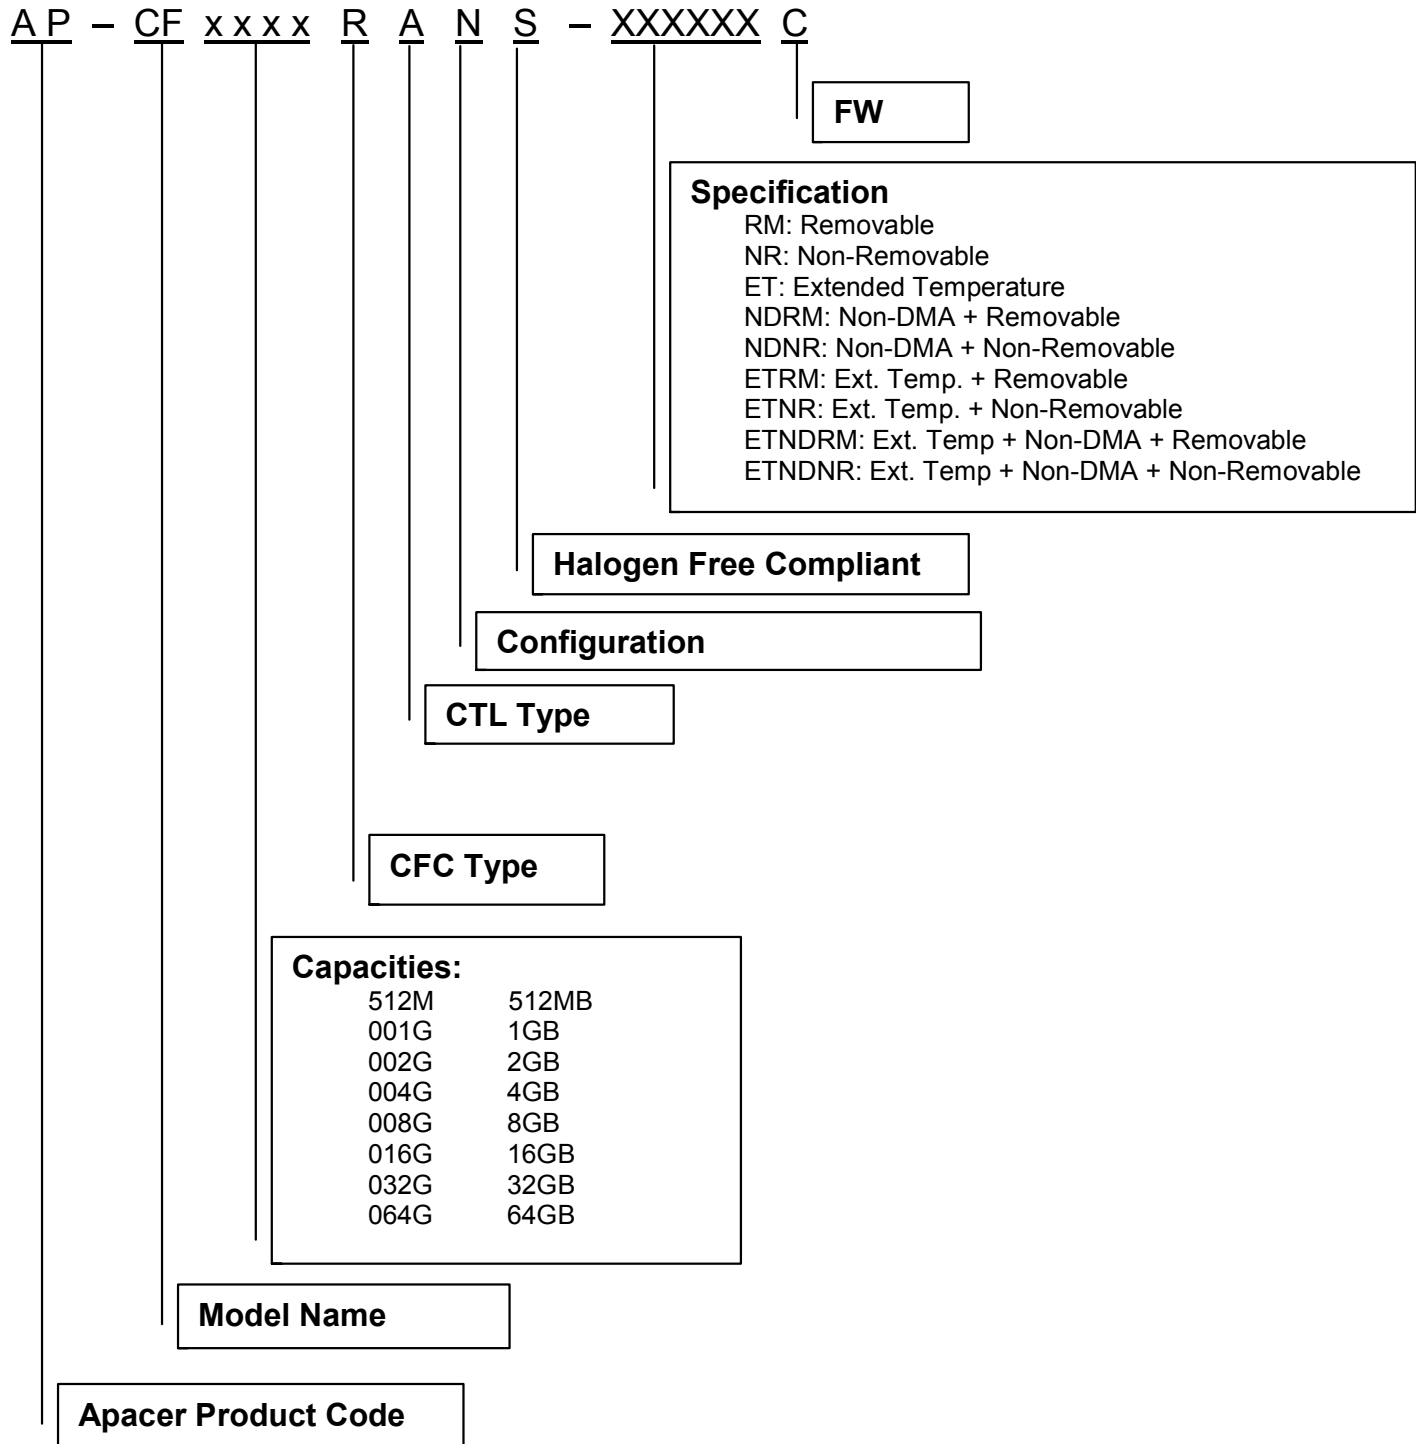 A P – CF x x x x R A N S – XXXXXX C
FW
Specification
RM: Removable
NR: Non-Removable
ET: Extended Temperature
NDRM: Non-DMA + Removable
NDNR: Non-DMA + Non-Removable
ETRM: Ext. Temp. + Removable
ETNR: Ext. Temp. + Non-Removable
ETNDRM: Ext. Temp + Non-DMA + Removable
ETNDNR: Ext. Temp + Non-DMA + Non-Removable
Halogen Free Compliant
Configuration
CTL Type
CFC Type
Capacities:
512M 512MB
001G 1GB
002G 2GB
004G 4GB
008G 8GB
016G 16GB
032G 32GB
064G 64GB
Model Name
Apacer Product Code